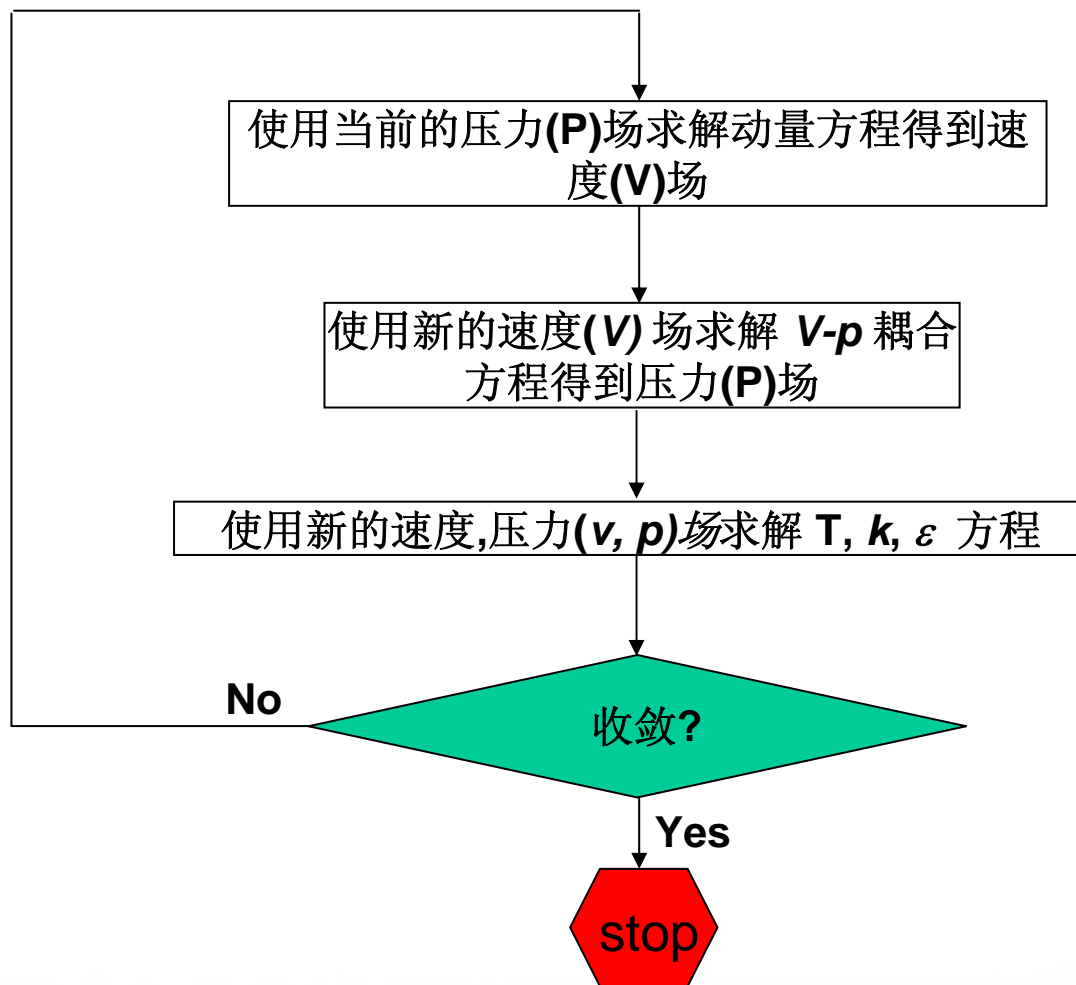 使用当前的压力(P)场求解动量方程得到速
度(V)场
使用新的速度(V) 场求解 V-p 耦合
方程得到压力(P)场
使用新的速度,压力(v, p)场求解 T, k, ε 方程
No
收敛?
Yes
stop